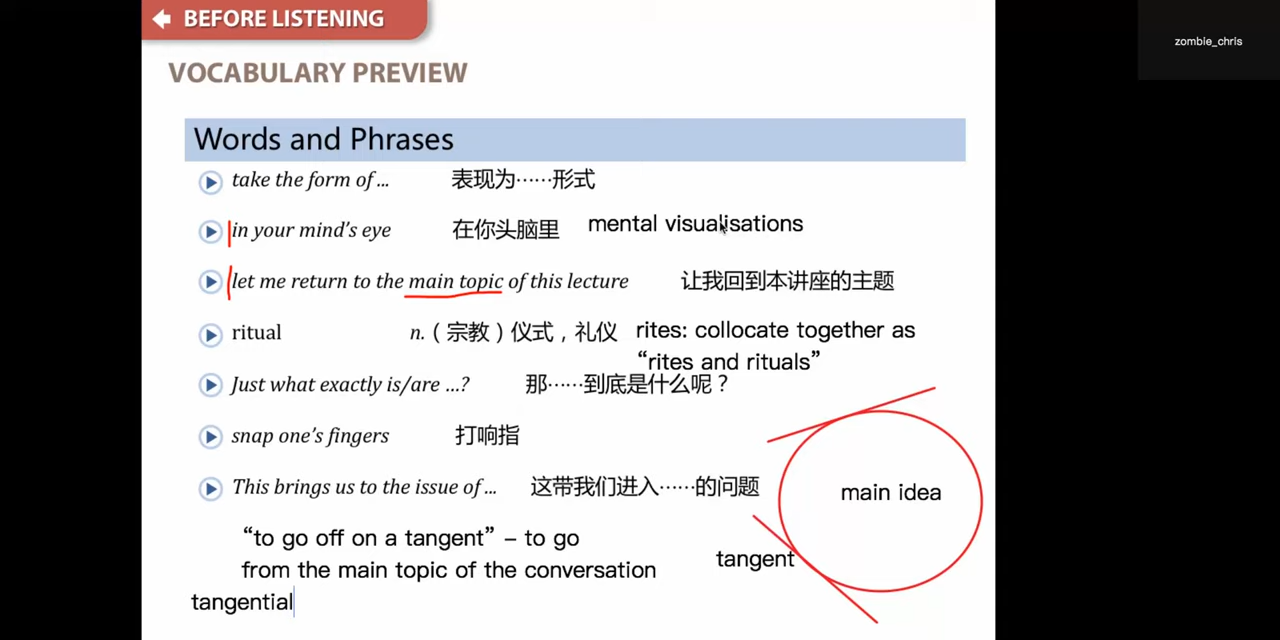 BEFORE LISTENING
zombie_chris
VOCABULARY PREVIEW
Words and Phrases
take the form of ... 表现为……形式
in your mind's eye 在你头脑里 mental visualisations
let me return to the main topic of this lecture 让我回到本讲座的主题
ritual n.（宗教）仪式，礼仪 rites: collocate together as
“rites and rituals”
Just what exactly is/are ...? 那……到底是什么呢？
snap one's fingers 打响指
This brings us to the issue of ... 这带我们进入……的问题
main idea
“to go off on a tangent” – to go
from the main topic of the conversation
tangent
tangential